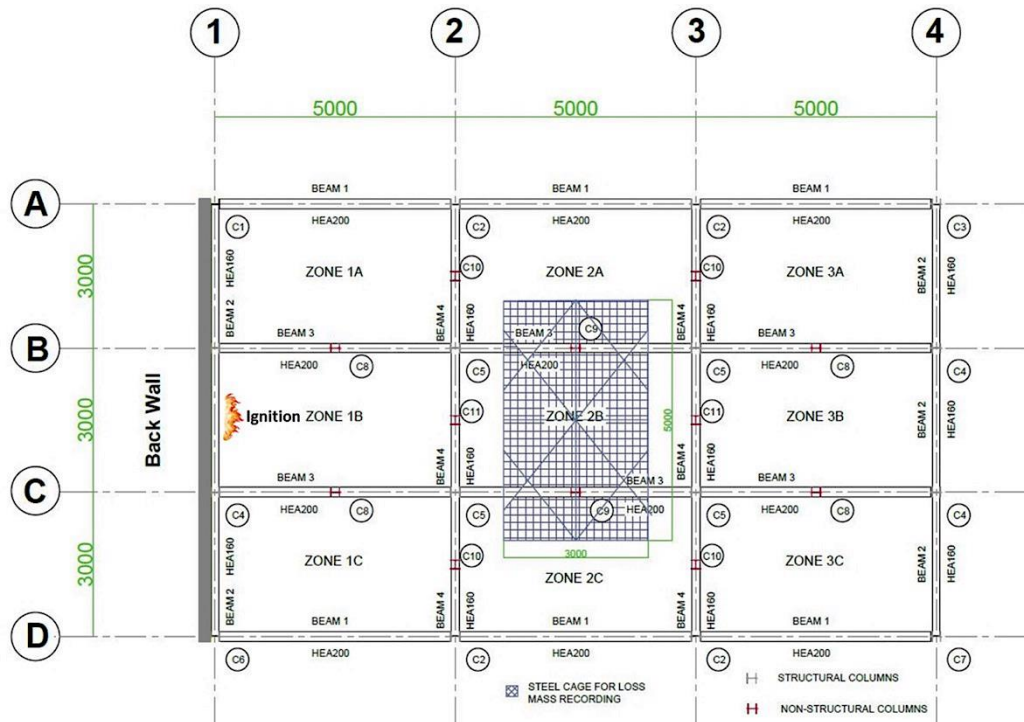 1 2 3 4
5000 5000 5000
A
BEAM 1 BEAM 1 BEAM 1
HEA200 HEA200 HEA200
C1 C2 C2 C3
HEA160 ZONE 1A C10 ZONE 2A C10 ZONE 3A BEAM 2 HEA160
3000
BEAM 2 BEAM 4 HEA160 BEAM 4 HEA160
BEAM 3 BEAM 3 C9 BEAM 3
B
HEA200 C8 C5 HEA200 C5 HEA200 C8 C4
Back Wall
3000
Ignition ZONE 1B C11 ZONE 2B 5000 C11 ZONE 3B BEAM 2 HEA160
BEAM 4 HEA160 BEAM 4 HEA160
BEAM 3 BEAM 3 BEAM 3
C
C4 HEA200 C8 C5 C9 HEA200 C5 HEA200 C8 C4
3000
HEA160 ZONE 1C C10 3000 C10 ZONE 3C BEAM 2 HEA160
ZONE 2C
BEAM 2 BEAM 4 HEA160 BEAM 4 HEA160
BEAM 1 BEAM 1 BEAM 1
D
C6 HEA200 C2 HEA200 C2 HEA200 C7
STEEL CAGE FOR LOSS
MASS RECORDING
STRUCTURAL COLUMNS
NON-STRUCTURAL COLUMNS